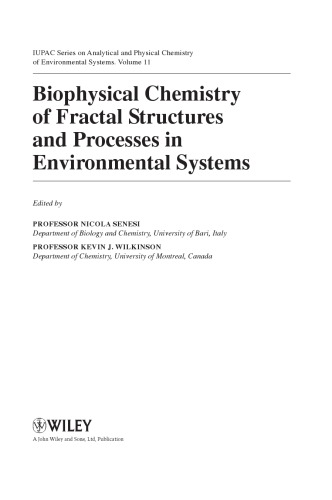 IUPAC Series on Analytical and Physical Chemistry
of Environmental Systems. Volume 11
Biophysical Chemistry
of Fractal Structures
and Processes in
Environmental Systems
Edited by
PROFESSOR NICOLA SENESI
Department of Biology and Chemistry, University of Bari, Italy
PROFESSOR KEVIN J. WILKINSON
Department of Chemistry, University of Montreal, Canada
WILEY
A John Wiley and Sons, Ltd, Publication